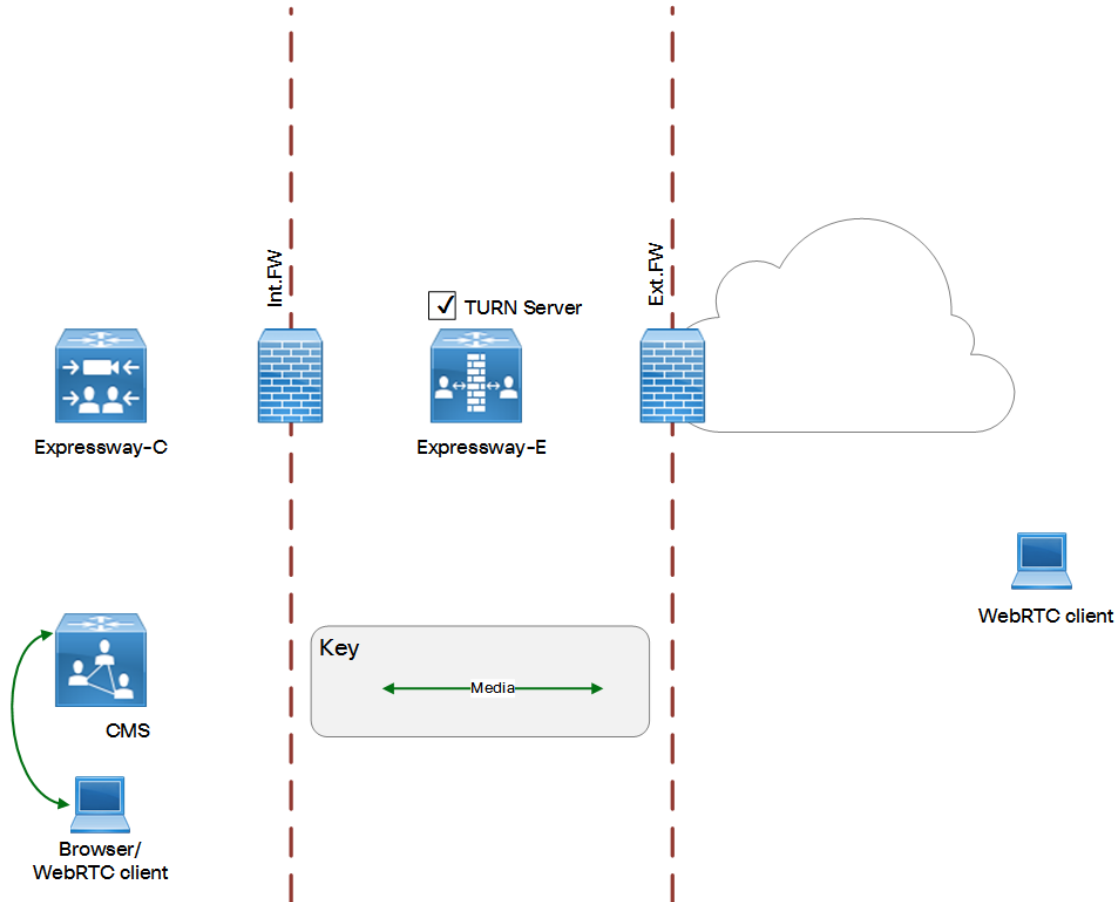 Int.FW
Ext.FW
TURN Server
Expressway-C
Expressway-E
WebRTC client
Key
Media
CMS
Browser/
WebRTC client